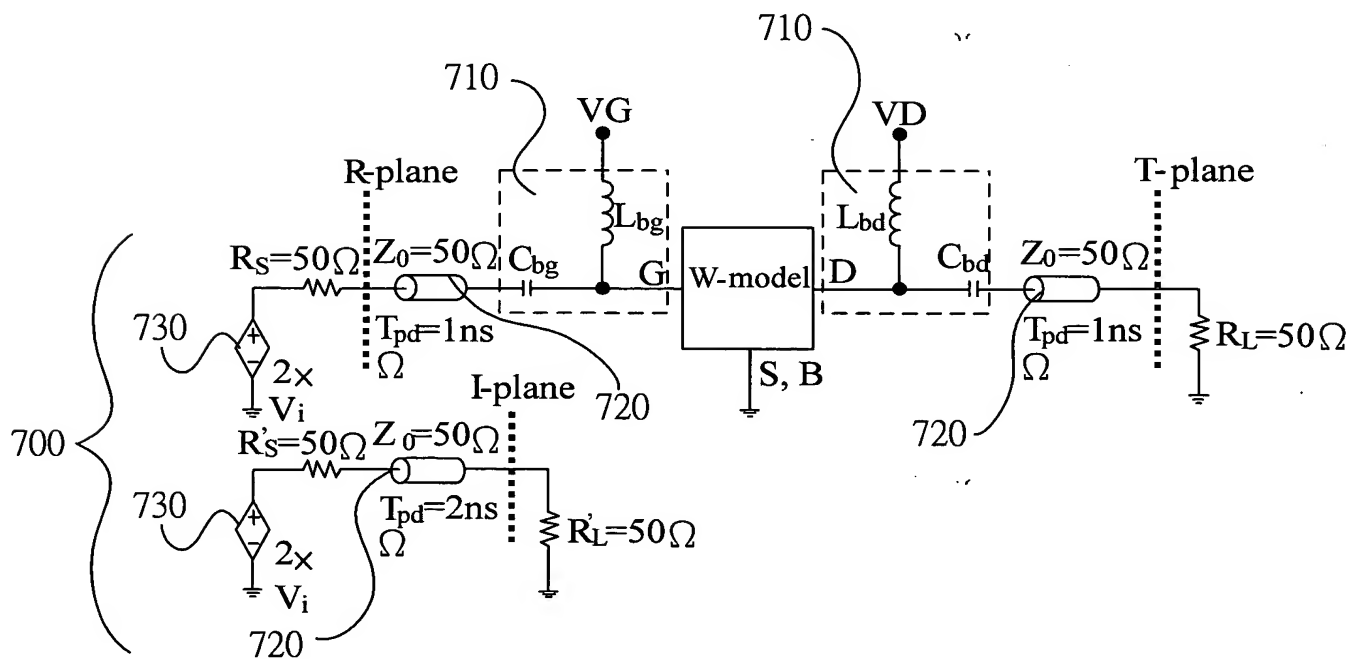 710
710
VG
VD
R-plane
T-plane
Lbg
Lbd
RS=50Ω
Z0=50Ω
Cbg
G
W-model
D
Cbd
Z0=50Ω
730
+
-
2x
Vi
Tpd=1ns
Ω
720
S, B
Tpd=1ns
Ω
RL=50Ω
I-plane
720
700
R'S=50Ω
Z0=50Ω
730
+
-
2x
Vi
Tpd=2ns
Ω
R'L=50Ω
720